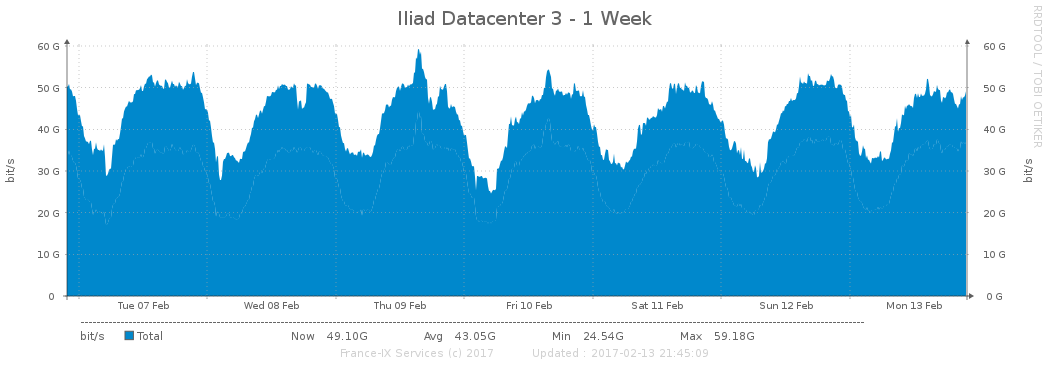 Iliad Datacenter 3 - 1 Week
RRDTOOL / TOBI OETIKER
60 G 60 G
50 G 50 G
40 G 40 G
30 G 30 G
20 G 20 G
10 G 10 G
0 0 G
bit/s
bit/s
Tue 07 Feb Wed 08 Feb Thu 09 Feb Fri 10 Feb Sat 11 Feb Sun 12 Feb Mon 13 Feb
bit/s Total Now 49.10G Avg 43.05G Min 24.54G Max 59.18G
France-IX Services (c) 2017 Updated : 2017-02-13 21:45:09